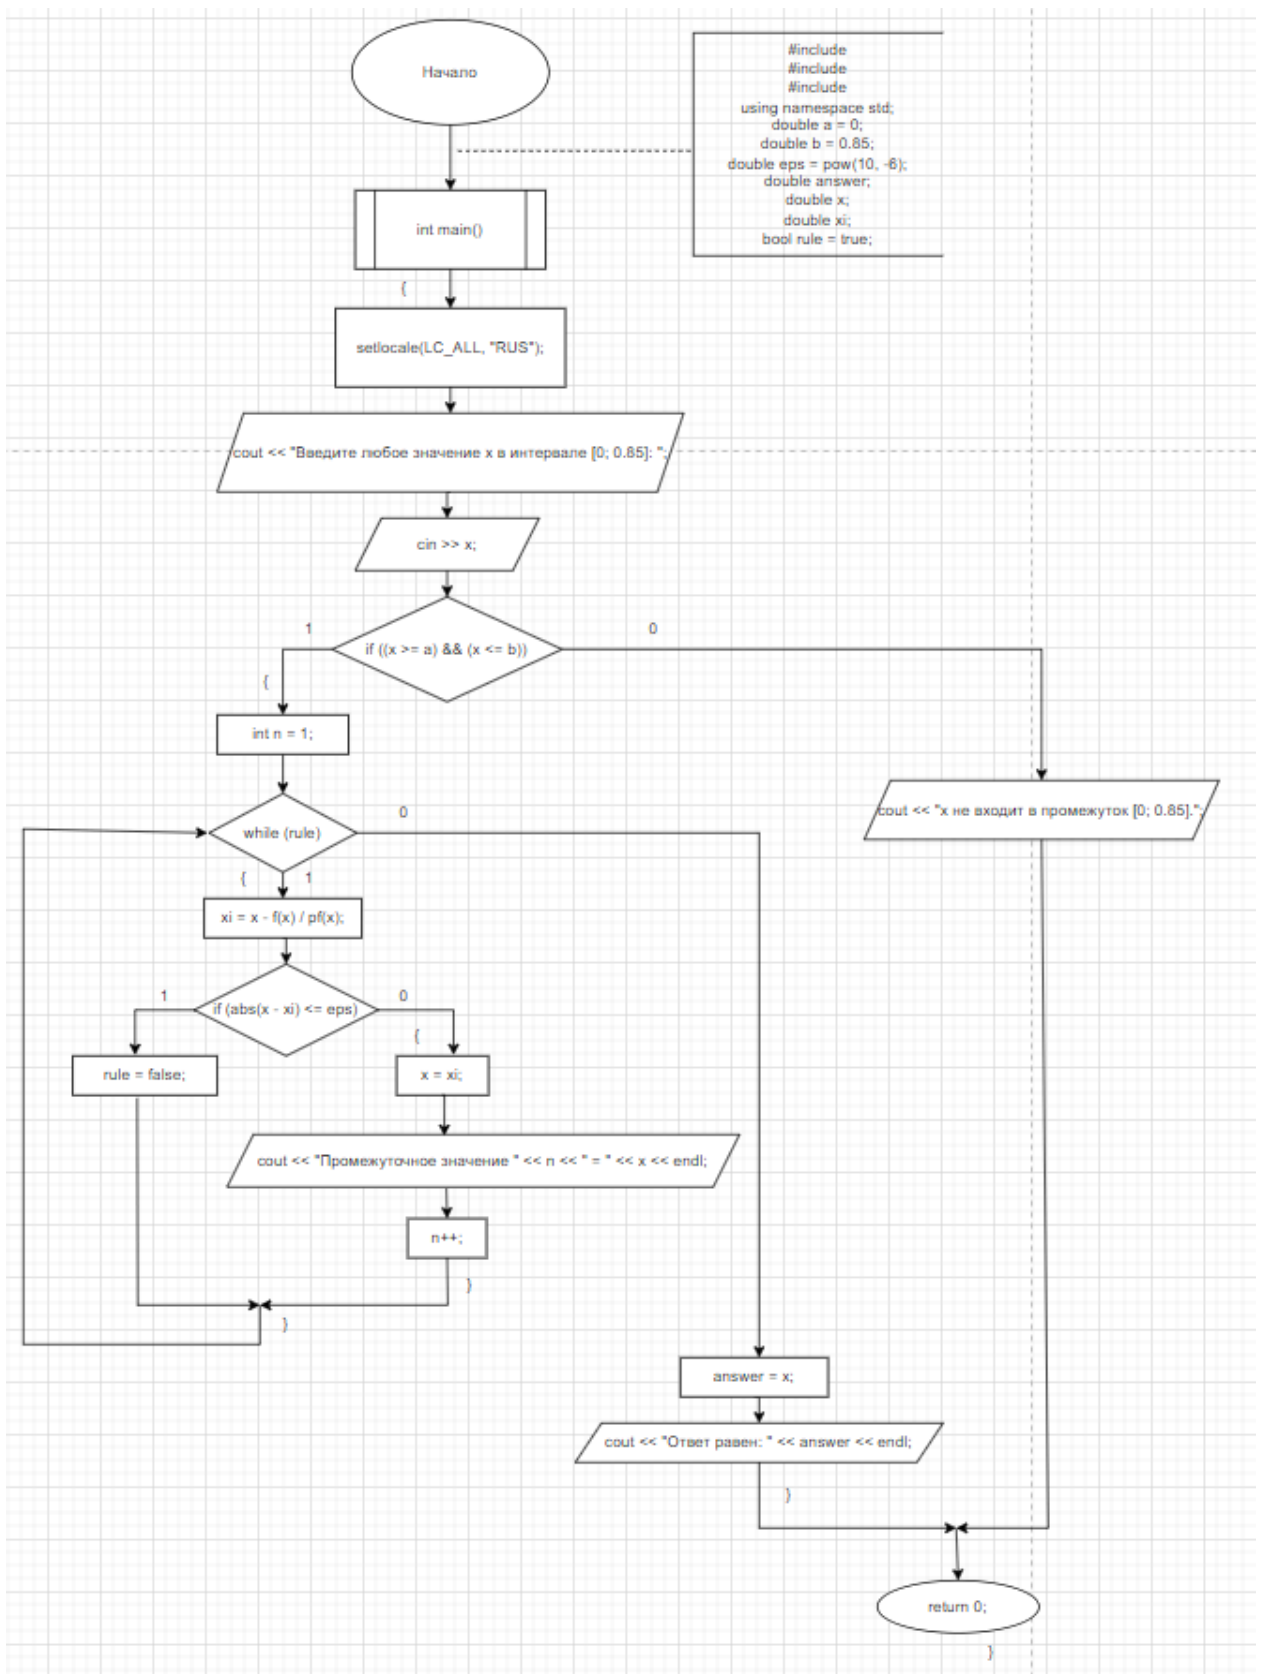 Начало
#include
#include
#include
using namespace std;
double a = 0;
double b = 0.85;
double eps = pow(10, -6);
double answer;
double x;
double xi;
bool rule = true;
int main()
{
setlocale(LC_ALL, "RUS");
cout << "Введите любое значение x в интервале [0; 0.85]: ";
cin >> x;
1
0
if ((x >= a) && (x <= b))
{
int n = 1;
cout << "x не входит в промежуток [0; 0.85].";
0
while (rule)
{
1
xi = x - f(x) / pf(x);
1
0
if (abs(x - xi) <= eps)
{
rule = false;
x = xi;
cout << "Промежуточное значение " << n << " = " << x << endl;
n++;
}
}
answer = x;
cout << "Ответ равен: " << answer << endl;
}
return 0;
}